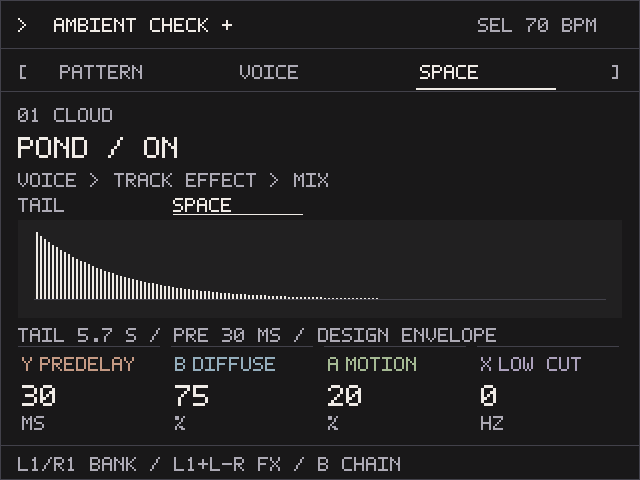 > AMBIENT CHECK + SEL 70 BPM
[ PATTERN VOICE SPACE ]
01 CLOUD
POND / ON
VOICE > TRACK EFFECT > MIX
TAIL SPACE
TAIL 5.7 S / PRE 30 MS / DESIGN ENVELOPE
Y PREDELAY B DIFFUSE A MOTION X LOW CUT
30 75 20 0
MS % % HZ
L1/R1 BANK / L1+L-R FX / B CHAIN